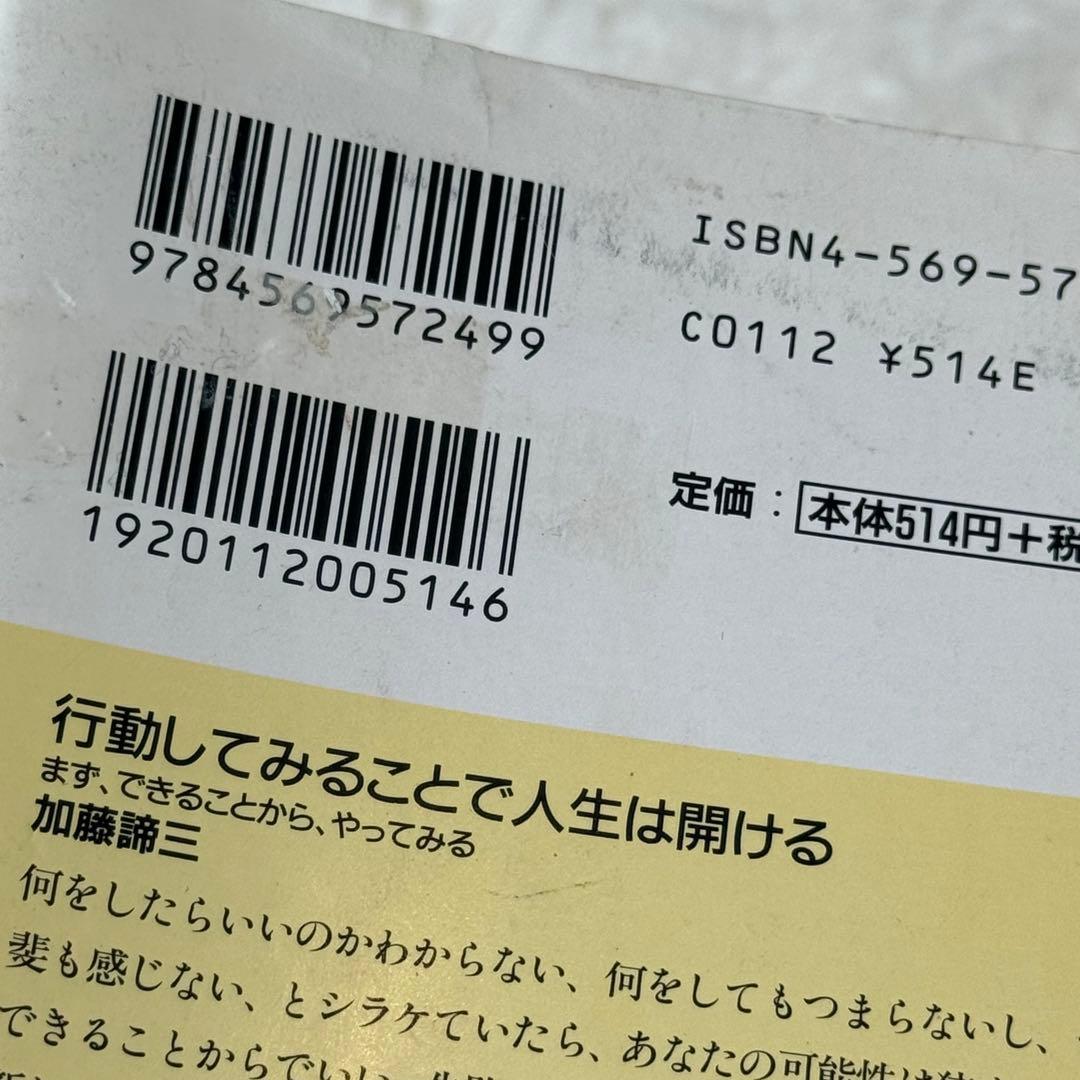 9784569572499
ISBN4-569-57
C0112 ¥514E
1920112005146
定価：本体514円＋税
行動してみることで人生は開ける
まず、できることから、やってみる
加藤諦三
何をしたらいいのかわからない、何をしてもつまらないし、
斐も感じない、とシラケていたら、あなたの可能性は
できることからでいい